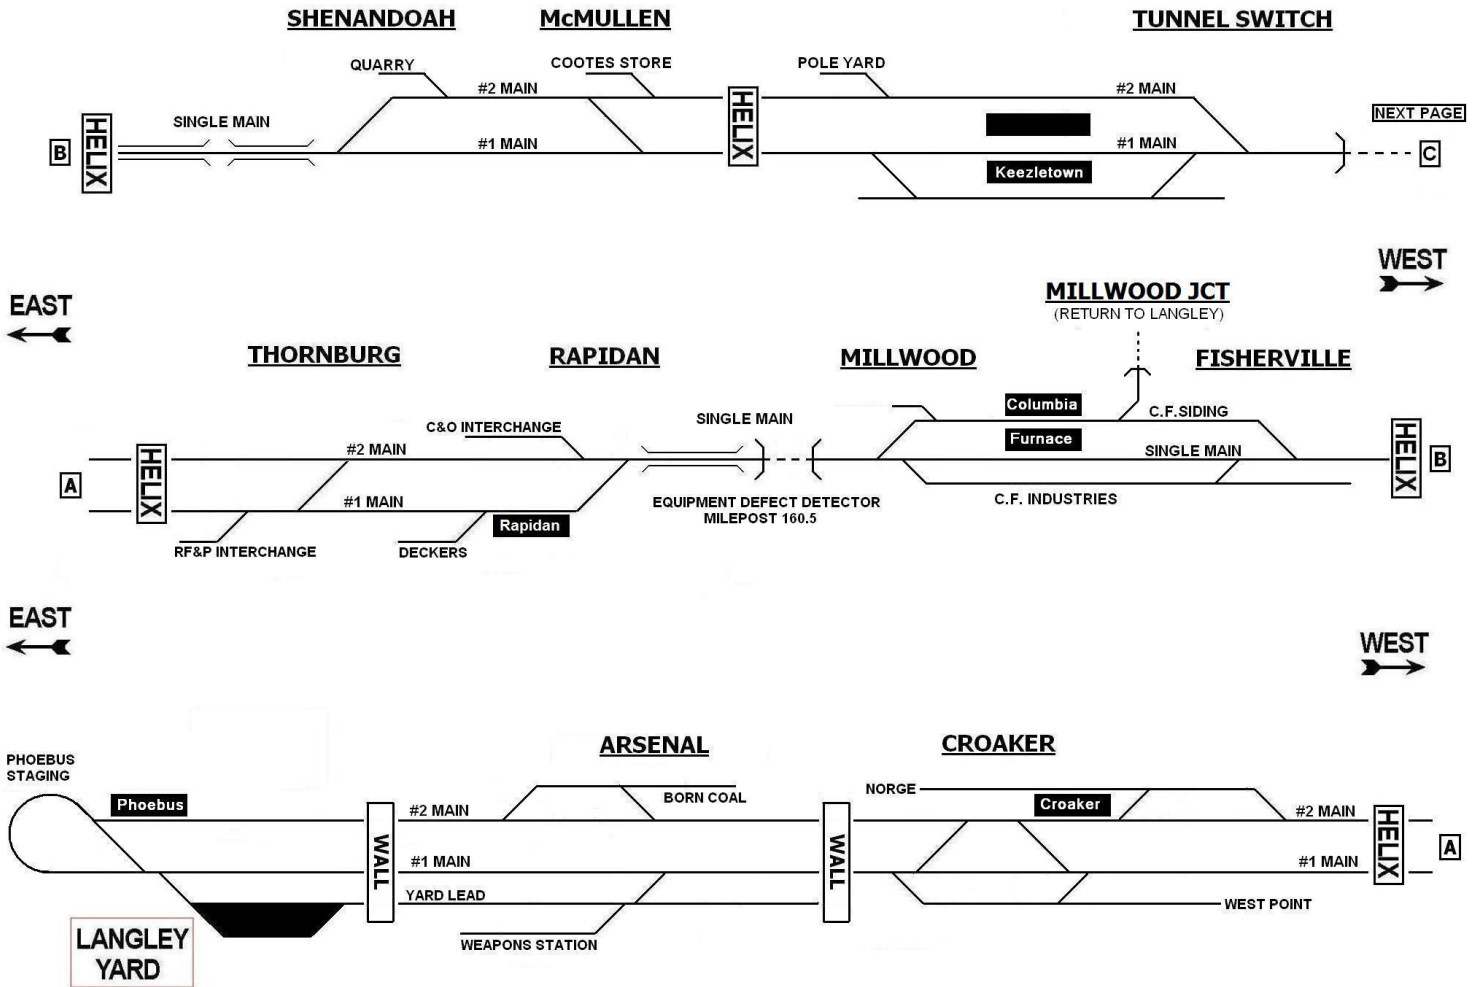 SHENANDOAH
McMULLEN
TUNNEL SWITCH
QUARRY
COOTES STORE
POLE YARD
#2 MAIN
#2 MAIN
NEXT PAGE
SINGLE MAIN
#1 MAIN
#1 MAIN
B
HELIX
HELIX
C
Keezletown
WEST
EAST
MILLWOOD JCT
(RETURN TO LANGLEY)
THORNBURG
RAPIDAN
MILLWOOD
FISHERVILLE
Columbia
C.F.SIDING
C&O INTERCHANGE
SINGLE MAIN
Furnace
#2 MAIN
SINGLE MAIN
A
HELIX
HELIX
B
#1 MAIN
EQUIPMENT DEFECT DETECTOR
MILEPOST 160.5
C.F. INDUSTRIES
Rapidan
RF&P INTERCHANGE
DECKERS
EAST
WEST
ARSENAL
CROAKER
PHOEBUS
STAGING
Phoebus
BORN COAL
NORGE
Croaker
#2 MAIN
#2 MAIN
WALL
WALL
HELIX
A
#1 MAIN
#1 MAIN
YARD LEAD
WEST POINT
WEAPONS STATION
LANGLEY
YARD